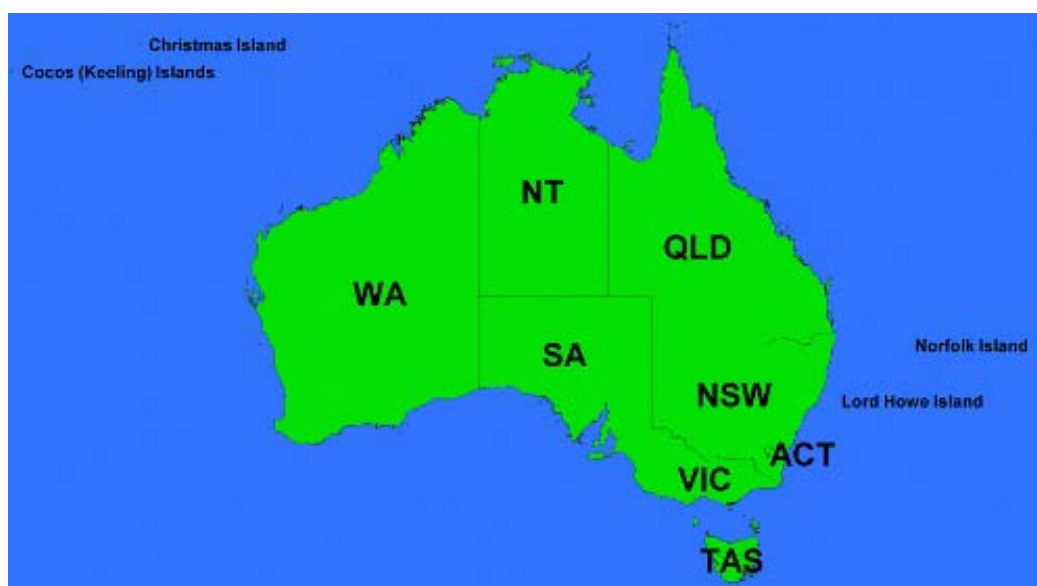 Christmas Island
Cocos (Keeling) Islands
NT
QLD
WA
Norfolk Island
SA
NSW
Lord Howe Island
ACT
VIC
TAS